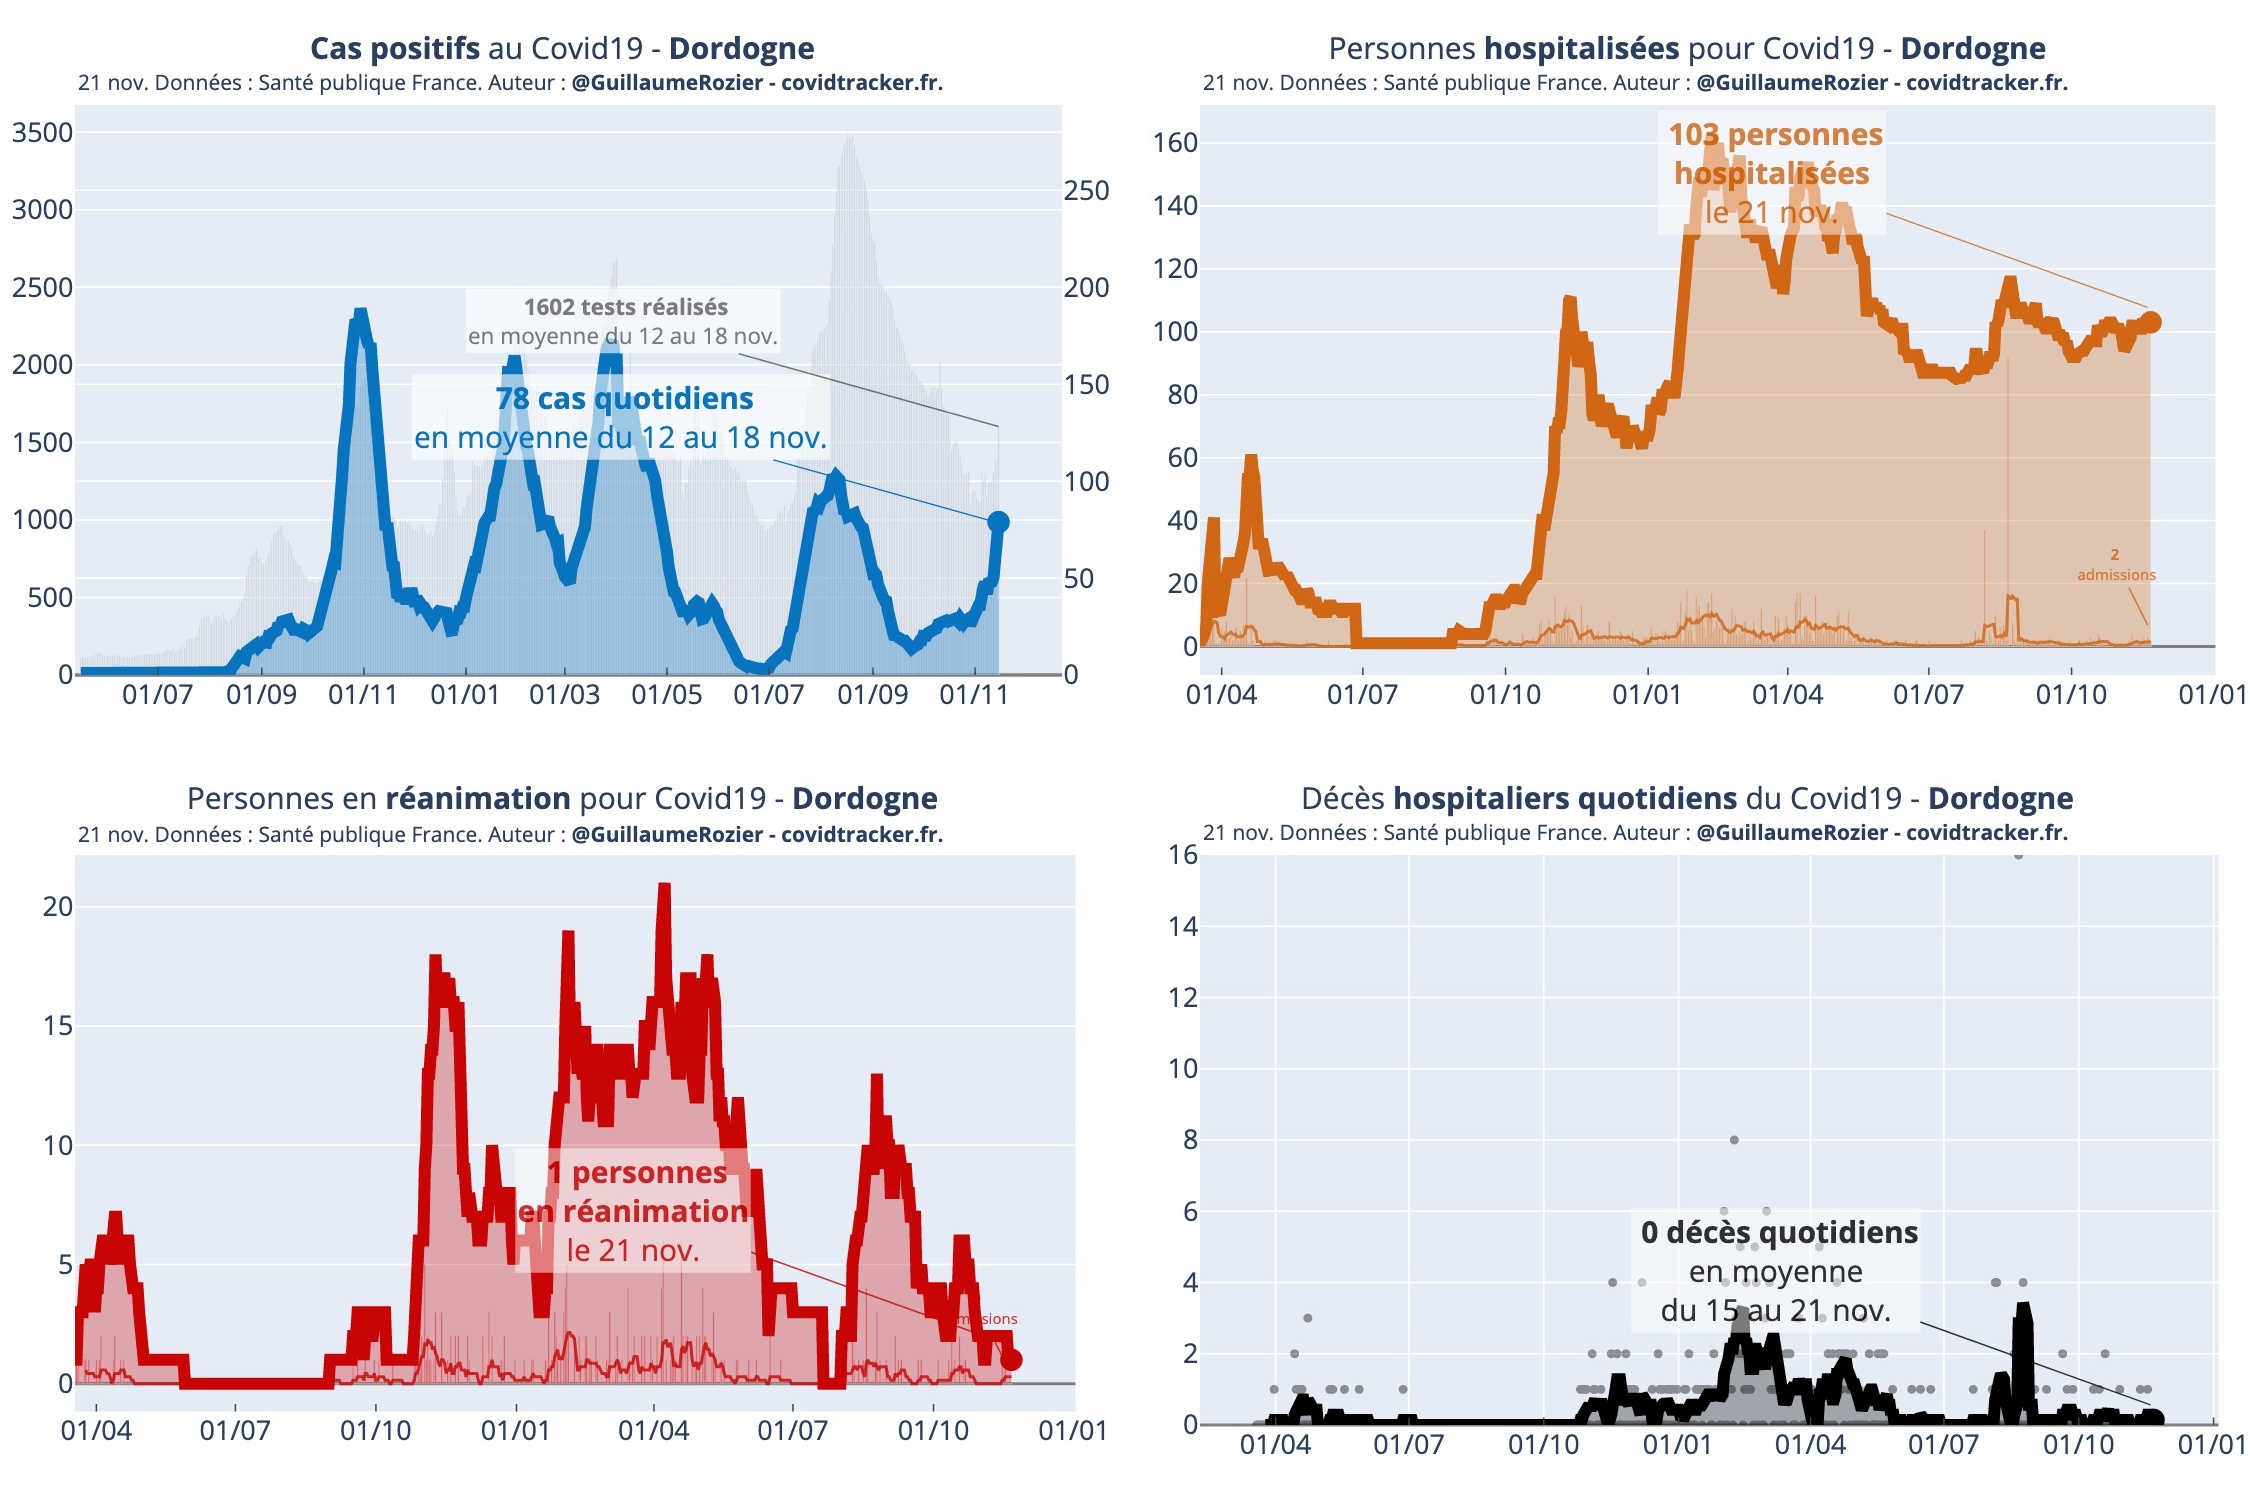 Cas positifs au Covid19 - Dordogne
21 nov. Données : Santé publique France. Auteur : @GuillaumeRozier - covidtracker.fr.
3500
3000
2500
2000
1500
1000
500
0
250
200
150
100
50
0
1602 tests réalisés
en moyenne du 12 au 18 nov.
78 cas quotidiens
en moyenne du 12 au 18 nov.
01/07 01/09 01/11 01/01 01/03 01/05 01/07 01/09 01/11
Personnes hospitalisées pour Covid19 - Dordogne
21 nov. Données : Santé publique France. Auteur : @GuillaumeRozier - covidtracker.fr.
160
140
120
100
80
60
40
20
0
103 personnes
hospitalisées
le 21 nov.
2
admissions
01/04 01/07 01/10 01/01 01/04 01/07 01/10 01/01
Personnes en réanimation pour Covid19 - Dordogne
21 nov. Données : Santé publique France. Auteur : @GuillaumeRozier - covidtracker.fr.
20
15
10
5
0
1 personnes
en réanimation
le 21 nov.
01/04 01/07 01/10 01/01 01/04 01/07 01/10 01/01
Décès hospitaliers quotidiens du Covid19 - Dordogne
21 nov. Données : Santé publique France. Auteur : @GuillaumeRozier - covidtracker.fr.
16
14
12
10
8
6
4
2
0
0 décès quotidiens
en moyenne
du 15 au 21 nov.
01/04 01/07 01/10 01/01 01/04 01/07 01/10 01/01